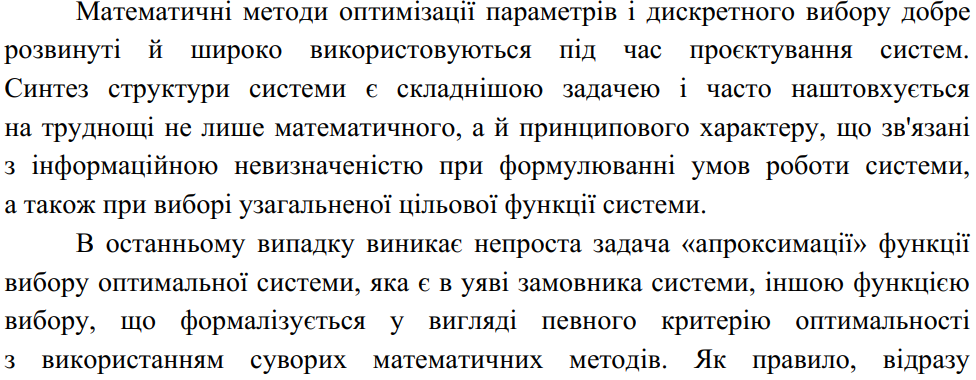 Математичні методи оптимізації параметрів і дискретного вибору добре
розвинуті й широко використовуються під час проєктування систем.
Синтез структури системи є складнішою задачею і часто наштовхується
на труднощі не лише математичного, а й принципового характеру, що зв'язані
з інформаційною невизначеністю при формулюванні умов роботи системи,
а також при виборі узагальненої цільової функції системи.
В останньому випадку виникає непроста задача «апроксимації» функції
вибору оптимальної системи, яка є в уяві замовника системи, іншою функцією
вибору, що формалізується у вигляді певного критерію оптимальності
з використанням суворих математичних методів. Як правило, відразу